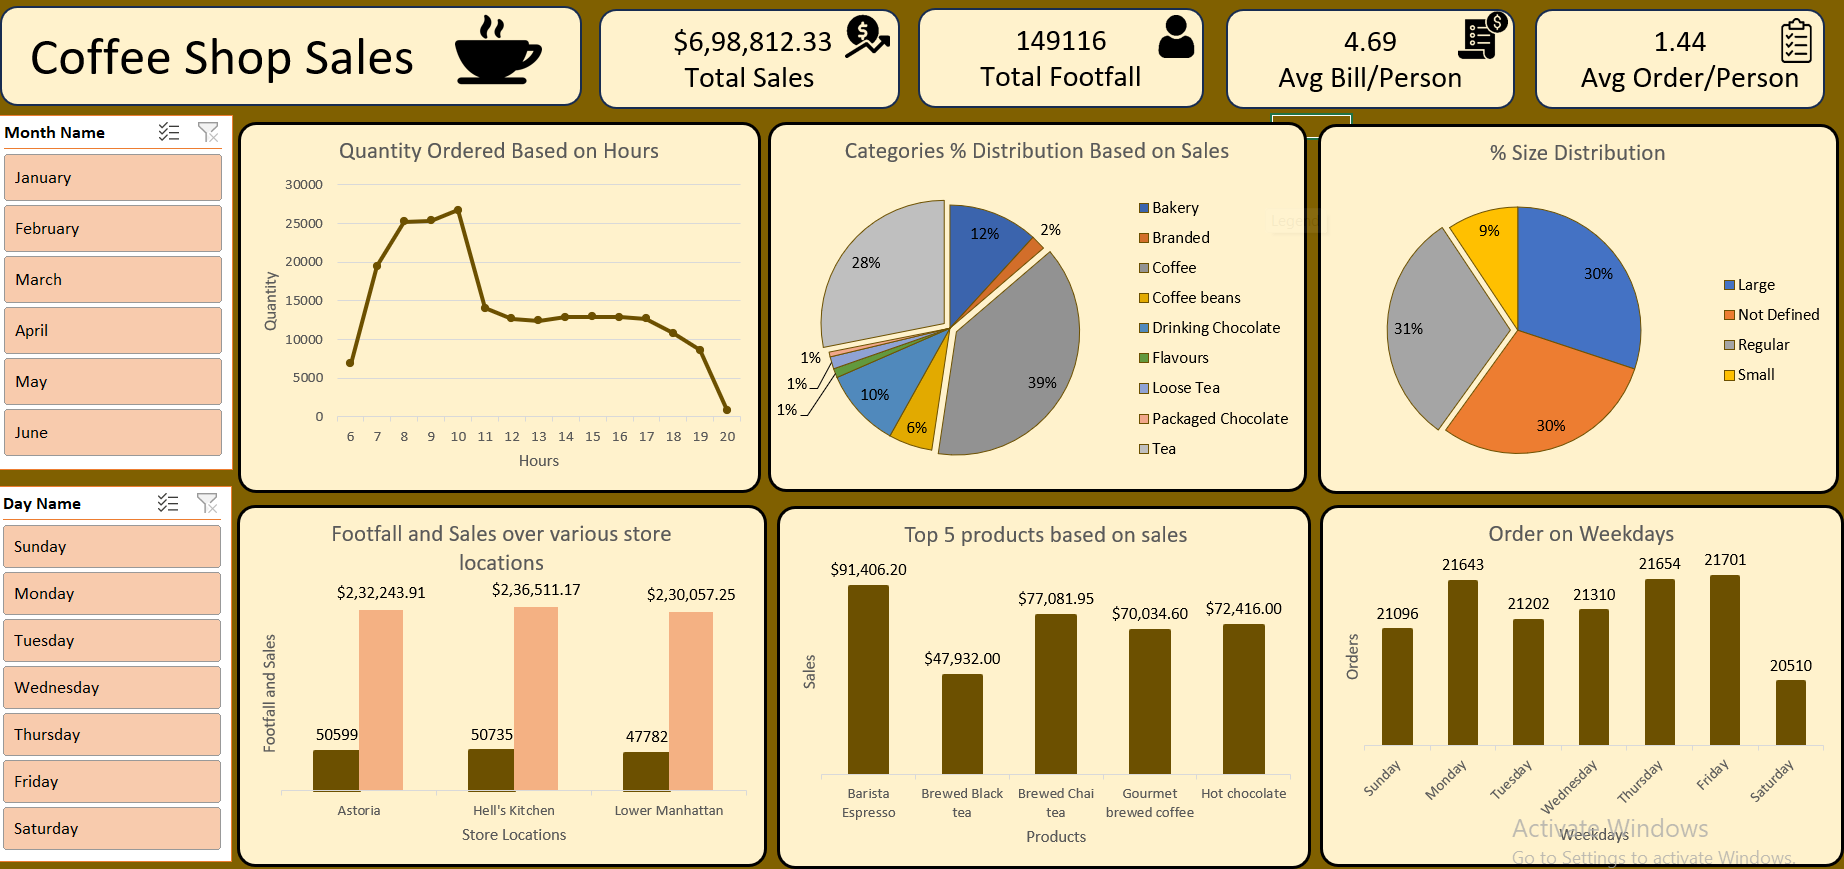 Coffee Shop Sales
$6,98,812.33
Total Sales
149116
Total Footfall
4.69
Avg Bill/Person
1.44
Avg Order/Person
Month Name
January
February
March
April
May
June
Day Name
Sunday
Monday
Tuesday
Wednesday
Thursday
Friday
Saturday
Quantity Ordered Based on Hours
30000
25000
20000
15000
10000
5000
0
Quantity
6 7 8 9 10 11 12 13 14 15 16 17 18 19 20
Hours
Categories % Distribution Based on Sales
12%
2%
28%
39%
1%
1%
1%
10%
6%
Bakery
Branded
Coffee
Coffee beans
Drinking Chocolate
Flavours
Loose Tea
Packaged Chocolate
Tea
Legend
% Size Distribution
9%
30%
31%
30%
Large
Not Defined
Regular
Small
Footfall and Sales over various store
locations
$2,32,243.91
$2,36,511.17
$2,30,057.25
50599
50735
47782
Footfall and Sales
Astoria
Hell's Kitchen
Lower Manhattan
Store Locations
Top 5 products based on sales
$91,406.20
$47,932.00
$77,081.95
$70,034.60
$72,416.00
Sales
Barista
Espresso
Brewed Black
tea
Brewed Chai
tea
Gourmet
brewed coffee
Hot chocolate
Products
Order on Weekdays
21096
21643
21202
21310
21654
21701
20510
Orders
Sunday
Monday
Tuesday
Wednesday
Thursday
Friday
Saturday
Weekdays
Activate Windows
Go to Settings to activate Windows.